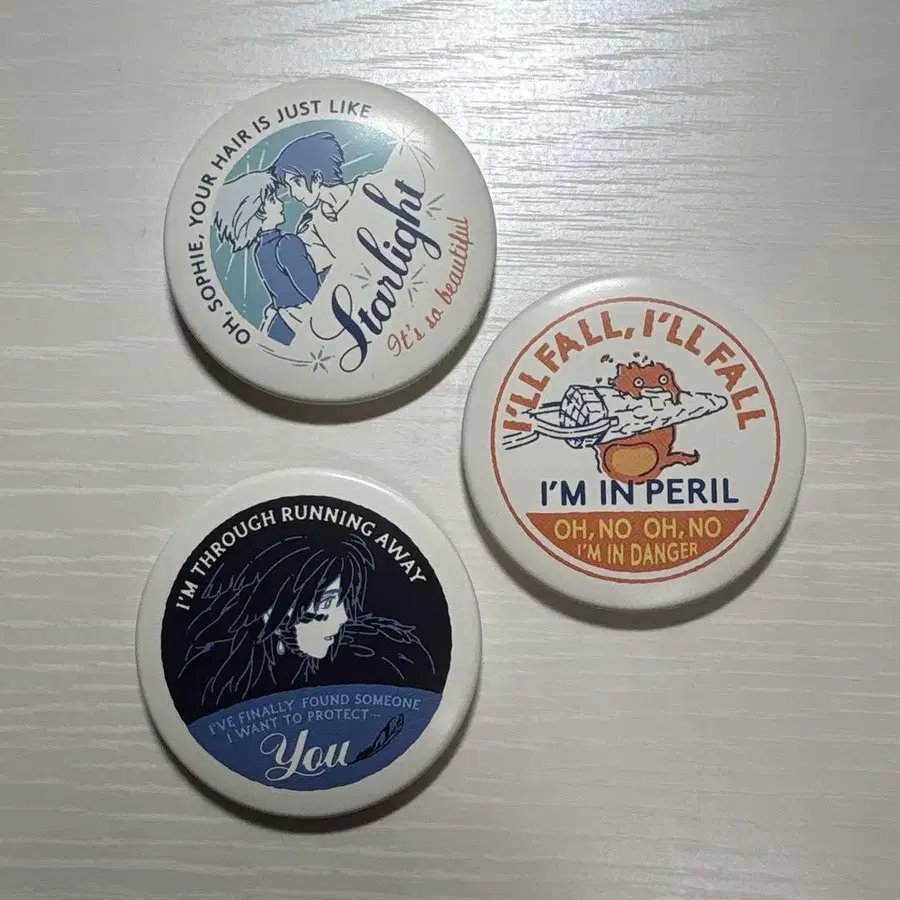 OH, SOPHIE, YOUR HAIR IS JUST LIKE
Starlight
It's so beautiful
I'LL FALL, I'LL FALL
I'M IN PERIL
OH, NO OH, NO
I'M IN DANGER
I'M THROUGH RUNNING AWAY
I'VE FINALLY FOUND SOMEONE
I WANT TO PROTECT...
You